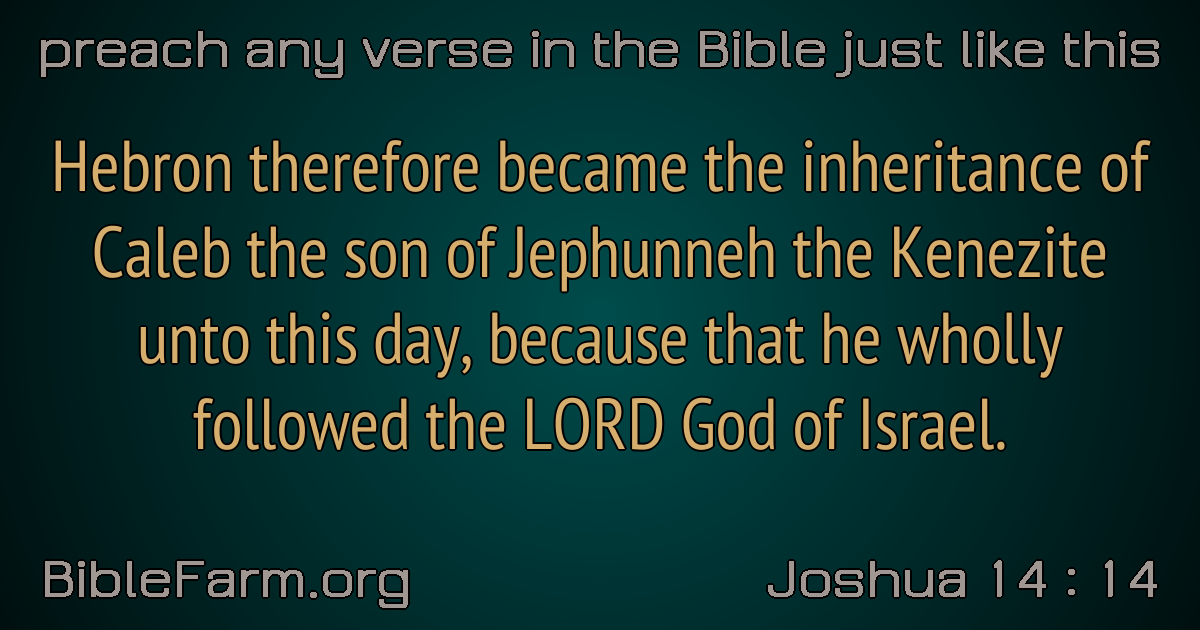 preach any verse in the Bible just like this
Hebron therefore became the inheritance of
Caleb the son of Jephunneh the Kenezite
unto this day, because that he wholly
followed the LORD God of Israel.
BibleFarm.org
Joshua 14 : 14